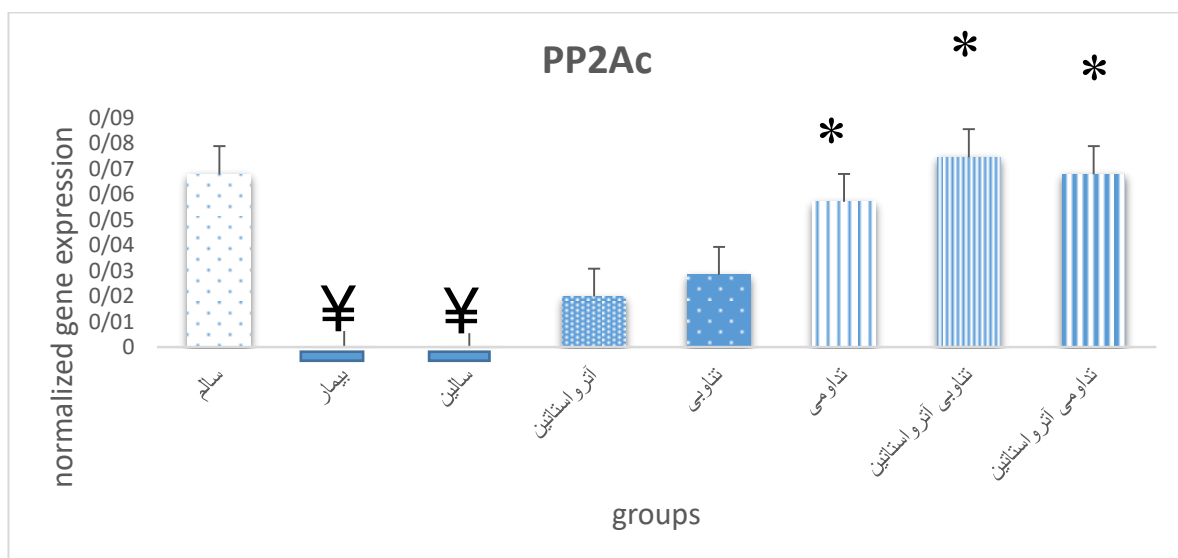 PP2Ac
*
*
*
¥
¥
normalized gene expression
0/09
0/08
0/07
0/06
0/05
0/04
0/03
0/02
0/01
0
سالم
بیمار
سالین
آترواستاتین
تناوبی
تداومی
تناوبی آترواستاتین
تداومی آترواستاتین
groups